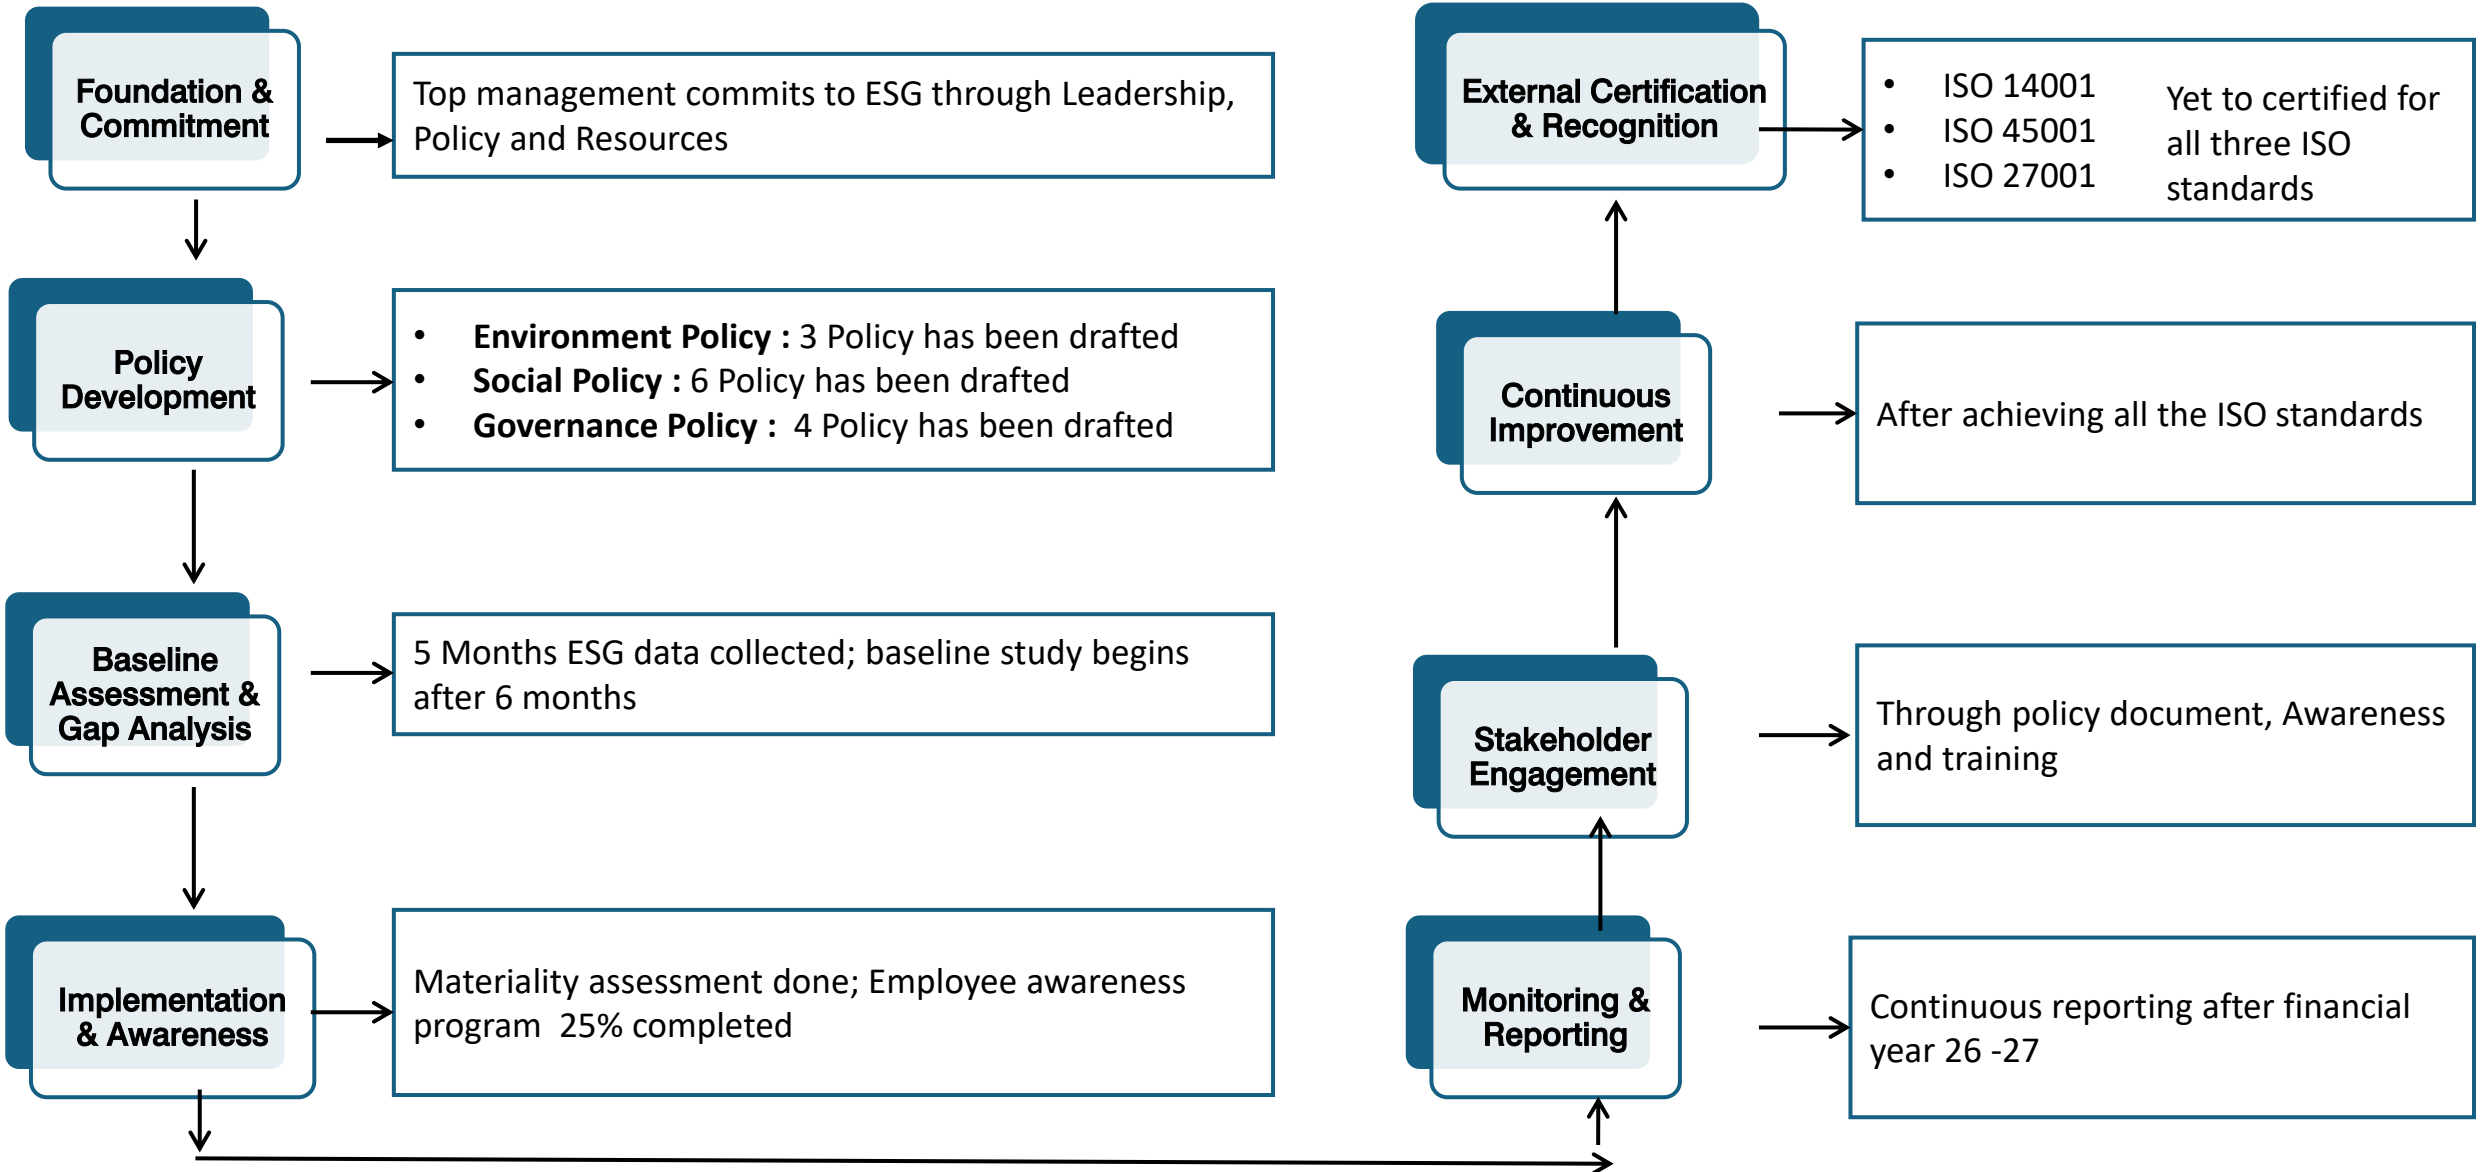 Foundation &
Commitment
Top management commits to ESG through Leadership,
Policy and Resources
Policy
Development
• Environment Policy : 3 Policy has been drafted
• Social Policy : 6 Policy has been drafted
• Governance Policy :  4 Policy has been drafted
Baseline
Assessment &
Gap Analysis
5 Months ESG data collected; baseline study begins
after 6 months
Implementation
& Awareness
Materiality assessment done; Employee awareness
program  25% completed
Monitoring &
Reporting
Continuous reporting after financial
year 26 -27
Stakeholder
Engagement
Through policy document, Awareness
and training
Continuous
Improvement
After achieving all the ISO standards
External Certification
& Recognition
• ISO 14001
• ISO 45001
• ISO 27001
Yet to certified for
all three ISO
standards